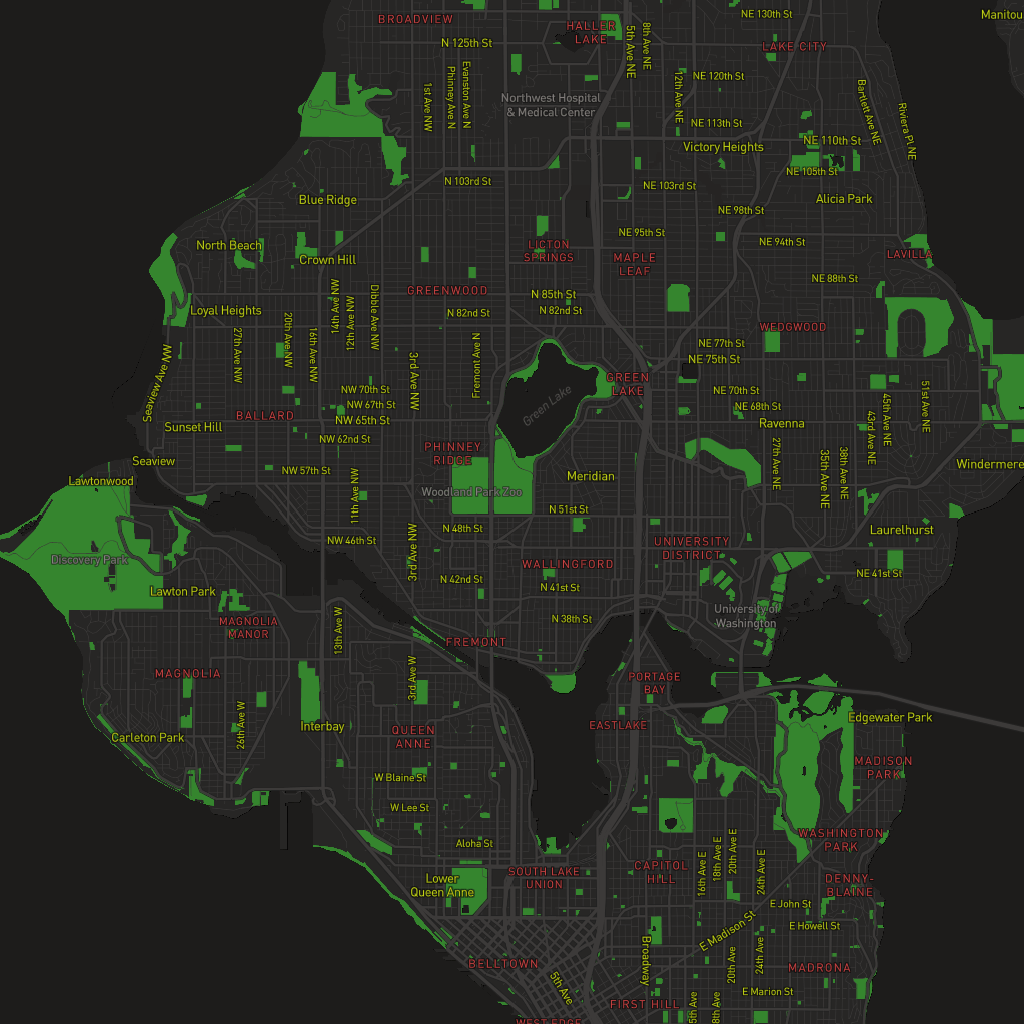 BROADVIEW
NE 130th St
Manitou
HALLER
LAKE
5th Ave NE
8th Ave NE
N 125th St
LAKE CITY
1st Ave NW
Phinney Ave N
Evanston Ave N
12th Ave NE
NE 120th St
Bartlett Ave NE
Riviera Pl NE
Northwest Hospital
& Medical Center
NE 113th St
Victory Heights
NE 110th St
NE 105th St
N 103rd St
NE 103rd St
Blue Ridge
Alicia Park
NE 98th St
NE 95th St
NE 94th St
North Beach
LICTON
SPRINGS
MAPLE
LEAF
LAVILLA
Crown Hill
NE 88th St
GREENWOOD
N 85th St
N 82nd St
N 82nd St
Loyal Heights
14th Ave NW
12th Ave NW
Dibble Ave NW
20th Ave NW
16th Ave NW
27th Ave NW
WEDGWOOD
NE 77th St
NE 75th St
Fremont Ave N
3rd Ave NW
Seaview Ave NW
GREEN
LAKE
Green Lake
NW 70th St
NE 70th St
NW 67th St
NE 68th St
BALLARD
NW 65th St
Ravenna
Sunset Hill
NW 62nd St
51st Ave NE
45th Ave NE
43rd Ave NE
PHINNEY
RIDGE
27th Ave NE
35th Ave NE
38th Ave NE
Seaview
NW 57th St
Windermere
Lawtonwood
Meridian
Woodland Park Zoo
11th Ave NW
N 51st St
N 48th St
Laurelhurst
NW 46th St
3rd Ave NW
UNIVERSITY
DISTRICT
Discovery Park
WALLINGFORD
NE 41st St
N 42nd St
N 41st St
Lawton Park
University of
Washington
N 38th St
MAGNOLIA
MANOR
13th Ave W
FREMONT
MAGNOLIA
3rd Ave W
PORTAGE
BAY
26th Ave W
Interbay
EASTLAKE
Edgewater Park
Carleton Park
QUEEN
ANNE
MADISON
PARK
W Blaine St
W Lee St
WASHINGTON
PARK
Aloha St
SOUTH LAKE
UNION
CAPITOL
HILL
16th Ave E
18th Ave E
20th Ave E
24th Ave E
DENNY-
BLAINE
Lower
Queen Anne
E John St
E Howell St
E Madison St
BELLTOWN
Broadway
20th Ave
24th Ave
MADRONA
5th Ave
E Marion St
FIRST HILL
5th Ave
8th Ave
WEST EDGE